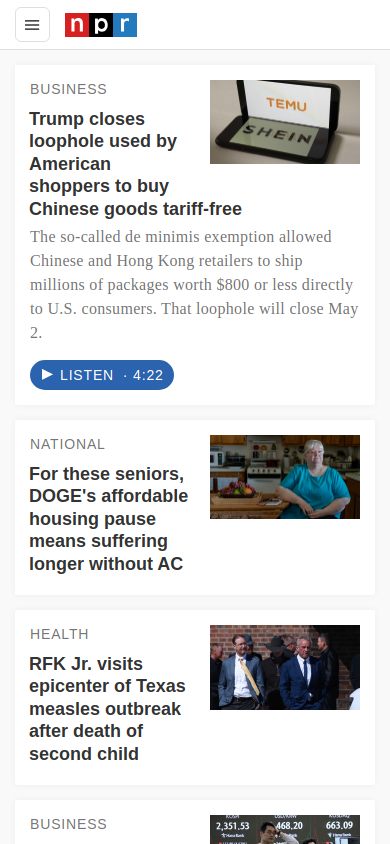 npr
BUSINESS
TEMU
SHEIN
Trump closes
loophole used by
American
shoppers to buy
Chinese goods tariff-free
The so-called de minimis exemption allowed
Chinese and Hong Kong retailers to ship
millions of packages worth $800 or less directly
to U.S. consumers. That loophole will close May
2.
LISTEN · 4:22
NATIONAL
For these seniors,
DOGE's affordable
housing pause
means suffering
longer without AC
HEALTH
RFK Jr. visits
epicenter of Texas
measles outbreak
after death of
second child
BUSINESS
2,351.53
468,20
663.09